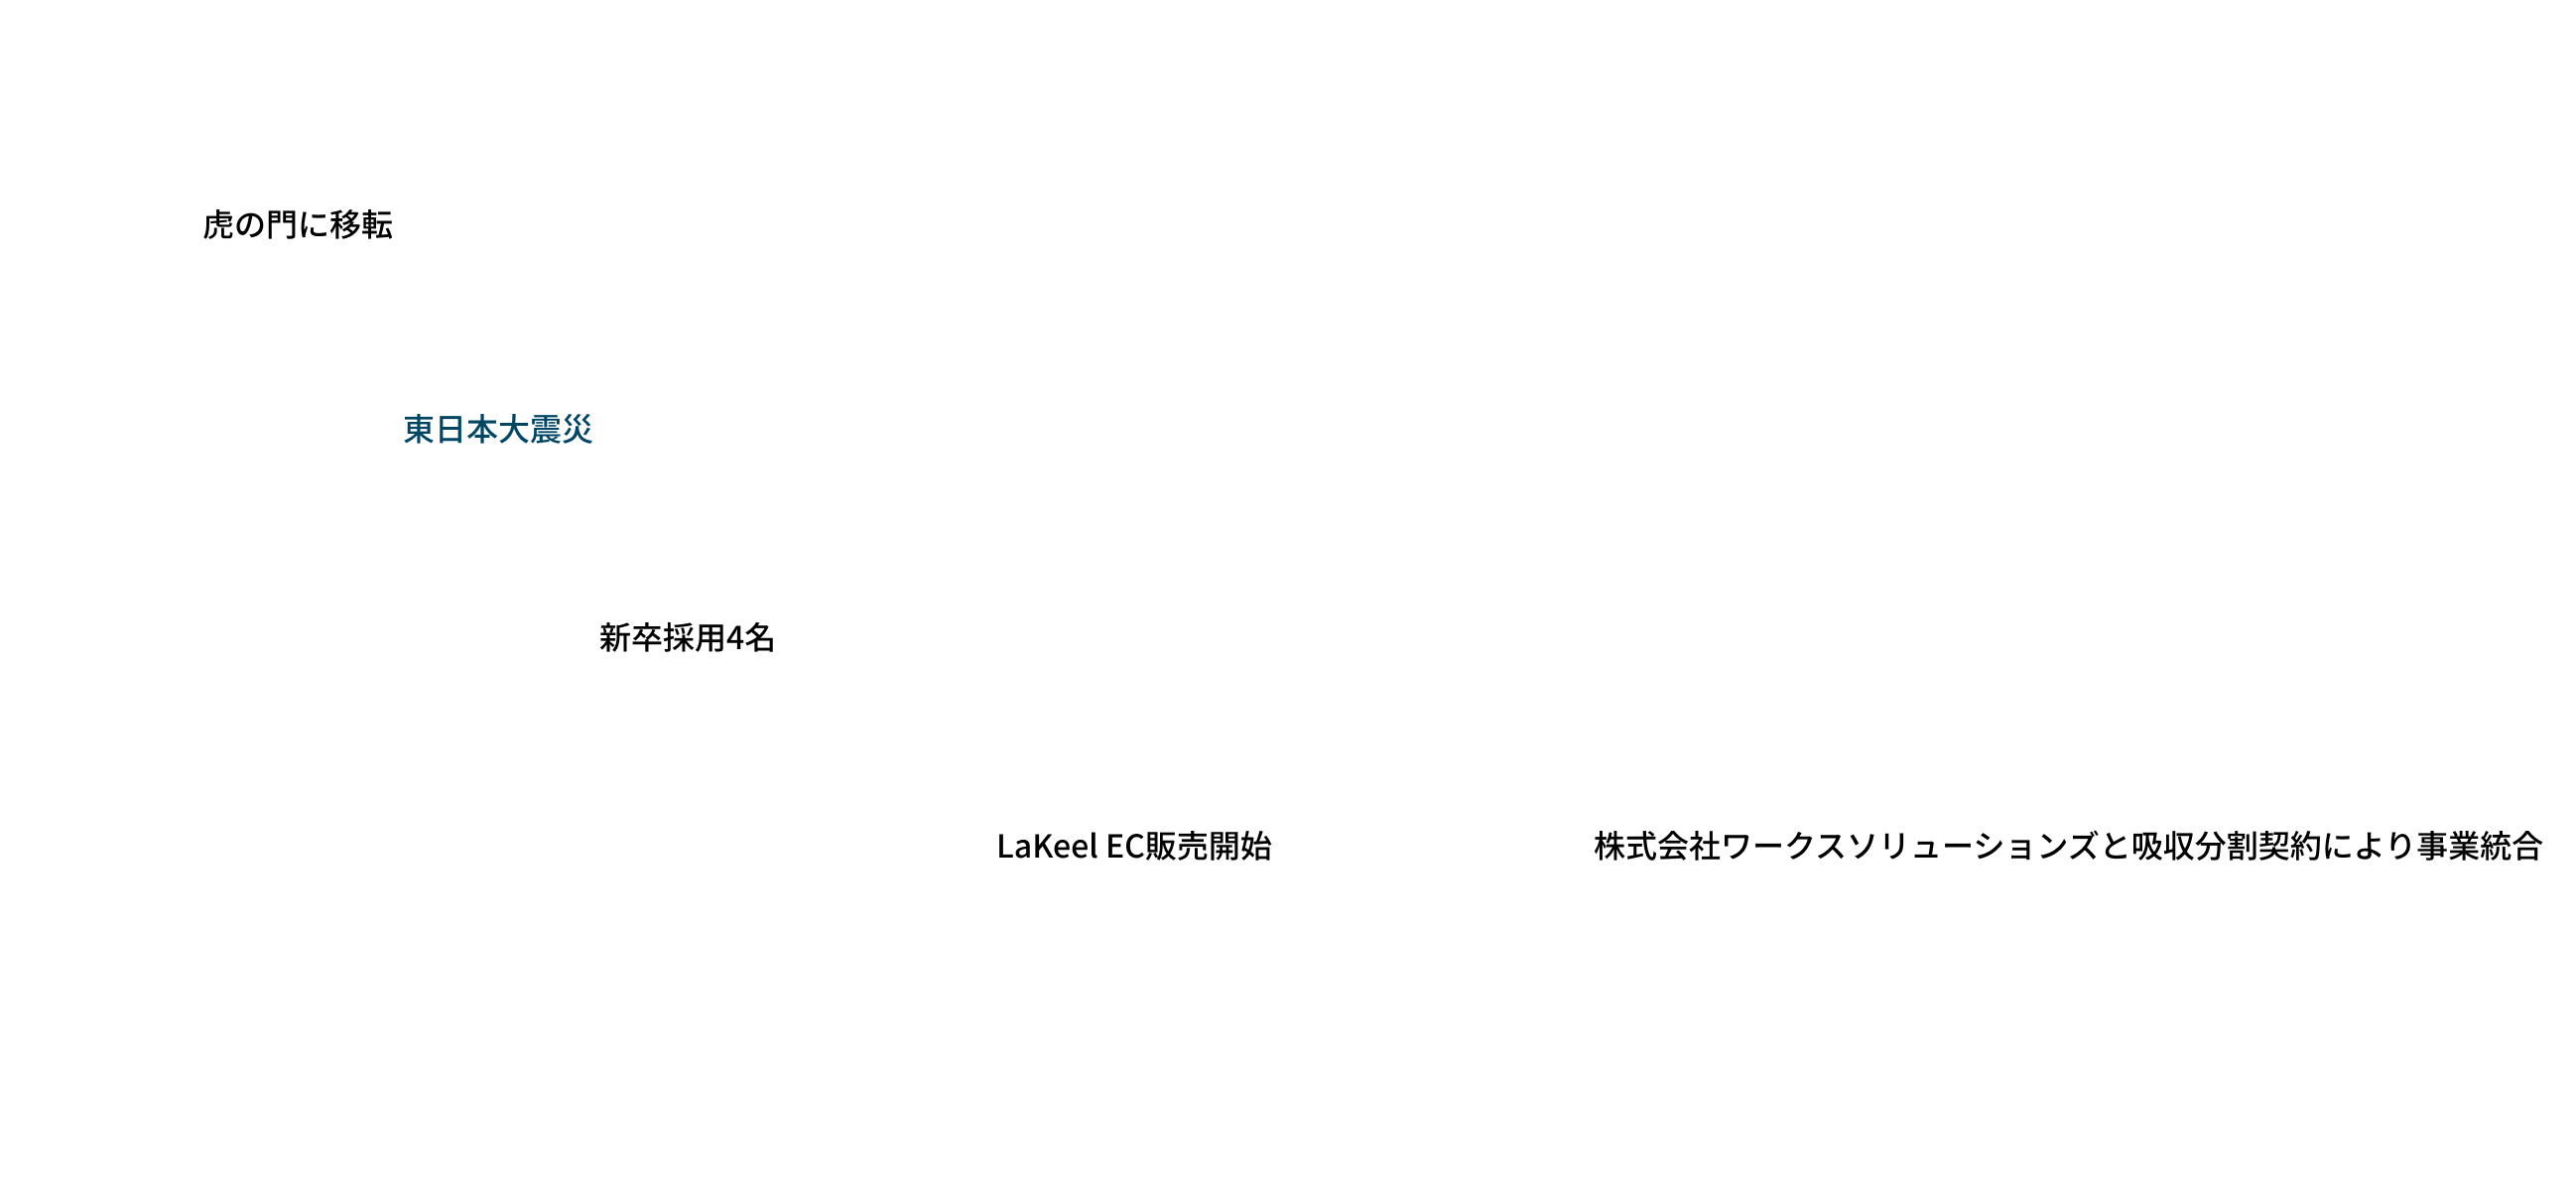 虎の門に移転
東日本大震災
新卒採用4名
LaKeel EC販売開始
株式会社ワークスソリューションズと吸収分割契約により事業統合